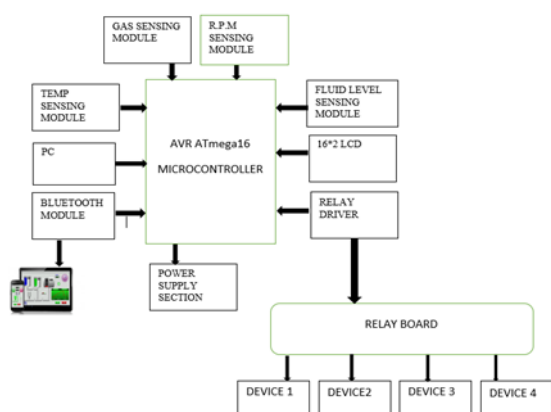 GAS SENSING
MODULE
R.P.M
SENSING
MODULE
TEMP
SENSING
MODULE
FLUID LEVEL
SENSING
MODULE
AVR ATmega16
MICROCONTROLLER
PC
16*2 LCD
BLUETOOTH
MODULE
RELAY
DRIVER
POWER
SUPPLY
SECTION
RELAY BOARD
DEVICE 1
DEVICE2
DEVICE 3
DEVICE 4